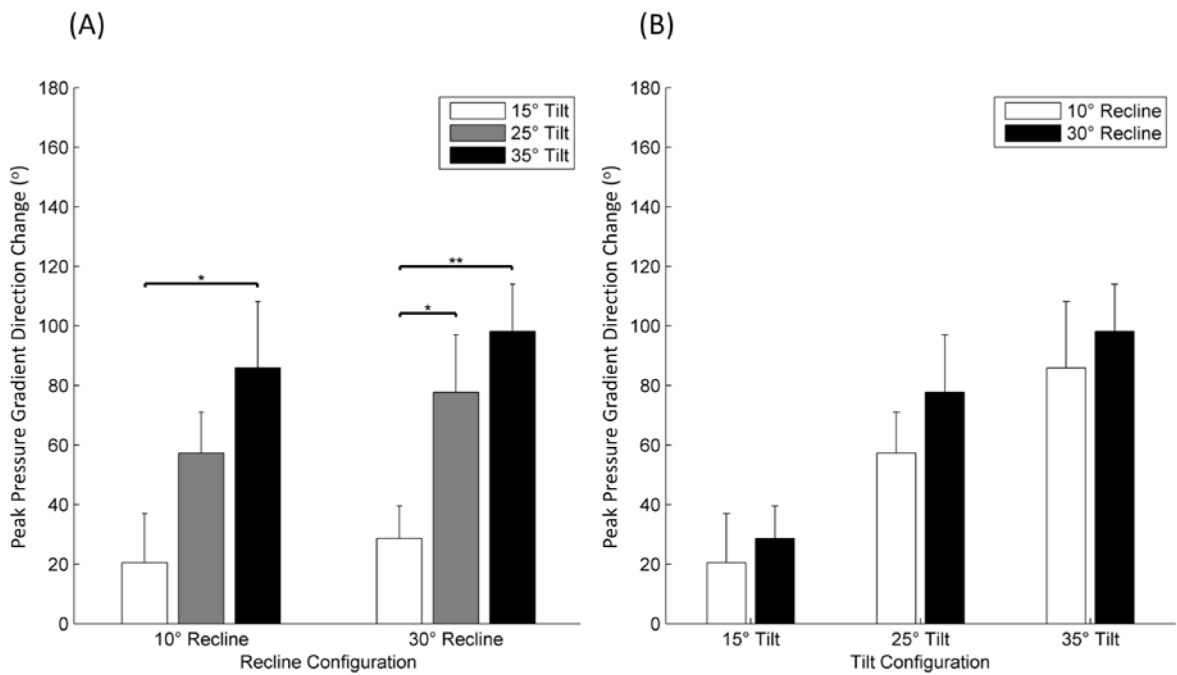 (A)
Peak Pressure Gradient Direction Change (°)
180
160
140
120
100
80
60
40
20
0
15° Tilt
25° Tilt
35° Tilt
*
**
*
10° Recline
30° Recline
Recline Configuration
(B)
Peak Pressure Gradient Direction Change (°)
180
160
140
120
100
80
60
40
20
0
10° Recline
30° Recline
15° Tilt
25° Tilt
35° Tilt
Tilt Configuration